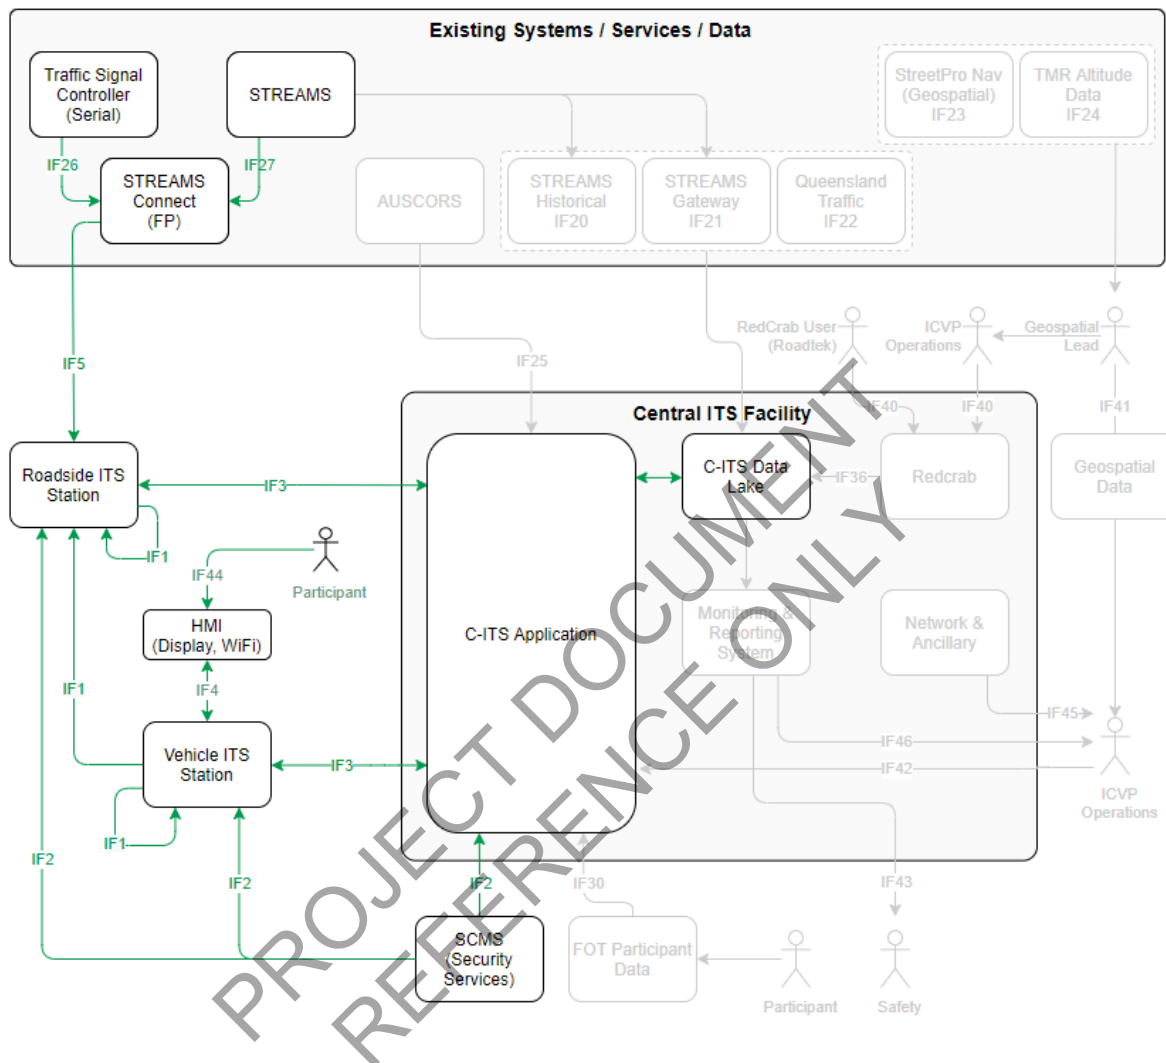 Existing Systems / Services / Data
Traffic Signal
Controller
(Serial)
STREAMS
StreetPro Nav
(Geospatial)
IF23
TMR Altitude
Data
IF24
IF26
IF27
STREAMS
Connect
(FP)
AUSCORS
STREAMS
Historical
IF20
STREAMS
Gateway
IF21
Queensland
Traffic
IF22
RedCrab User
(Roadtek)
ICVP
Operations
Geospatial
Lead
IF5
IF25
IF40
IF40
IF41
Central ITS Facility
Roadside ITS
Station
IF3
C-ITS Data
Lake
IF36
Redcrab
Geospatial
Data
IF1
IF44
Participant
HMI
(Display, WiFi)
C-ITS Application
Monitoring &
Reporting
System
Network &
Ancillary
IF1
IF4
IF45
IF46
IF42
Vehicle ITS
Station
IF3
ICVP
Operations
IF1
IF2
IF2
IF2
IF30
IF43
SCMS
(Security
Services)
FOT Participant
Data
Participant
Safety
PROJECT DOCUMENT
REFERENCE ONLY